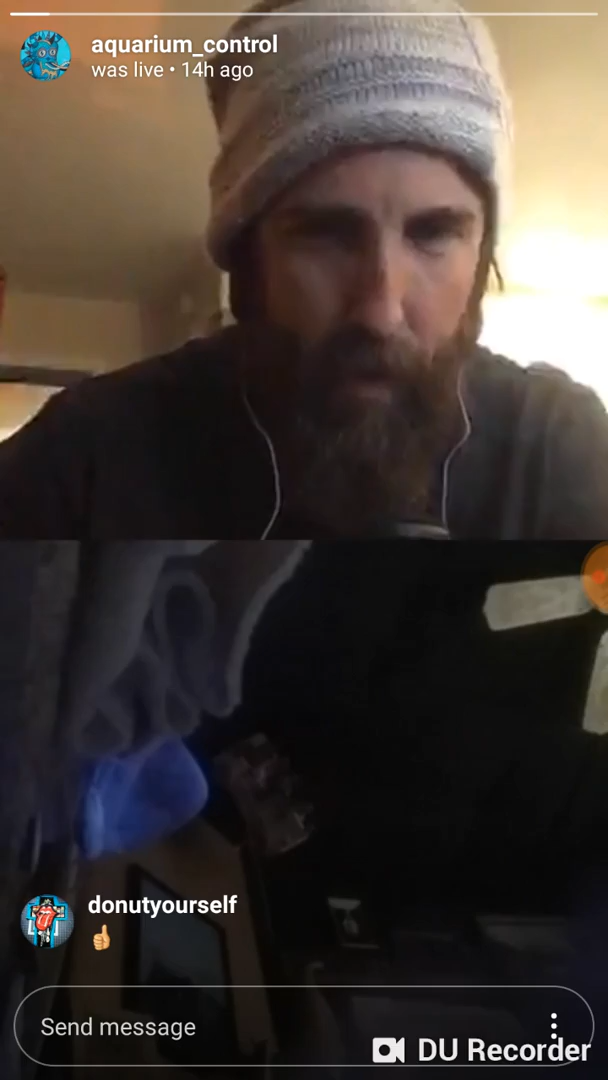 aquarium_control
was live • 14h ago
donutyourself
👍
Send message
DU Recorder